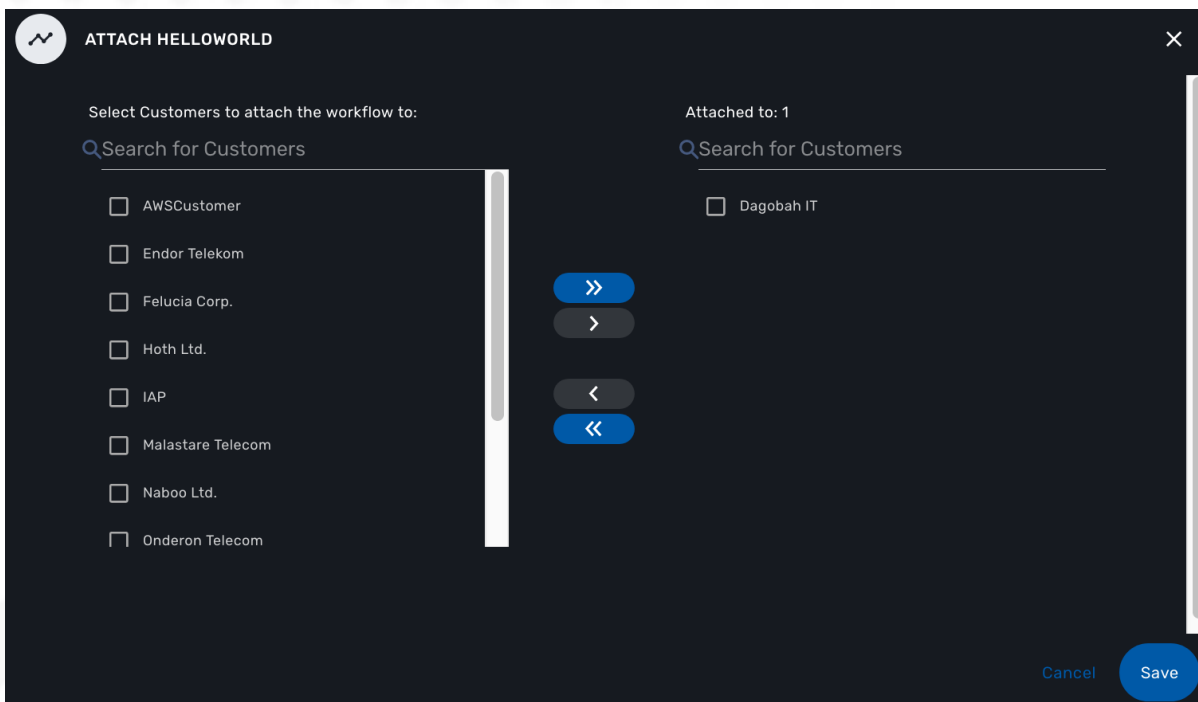 ATTACH HELLOWORLD
Select Customers to attach the workflow to:
Search for Customers
AWSCustomer
Endor Telekom
Felucia Corp.
Hoth Ltd.
IAP
Malastare Telecom
Naboo Ltd.
Onderon Telecom
Attached to: 1
Search for Customers
Dagobah IT
Cancel
Save